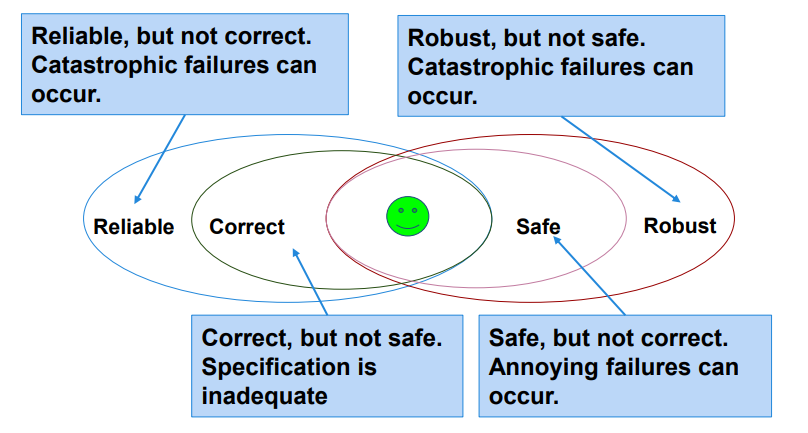 Reliable, but not correct.
Catastrophic failures can
occur.
Robust, but not safe.
Catastrophic failures can
occur.
Reliable
Correct
Safe
Robust
Correct, but not safe.
Specification is
inadequate
Safe, but not correct.
Annoying failures can
occur.